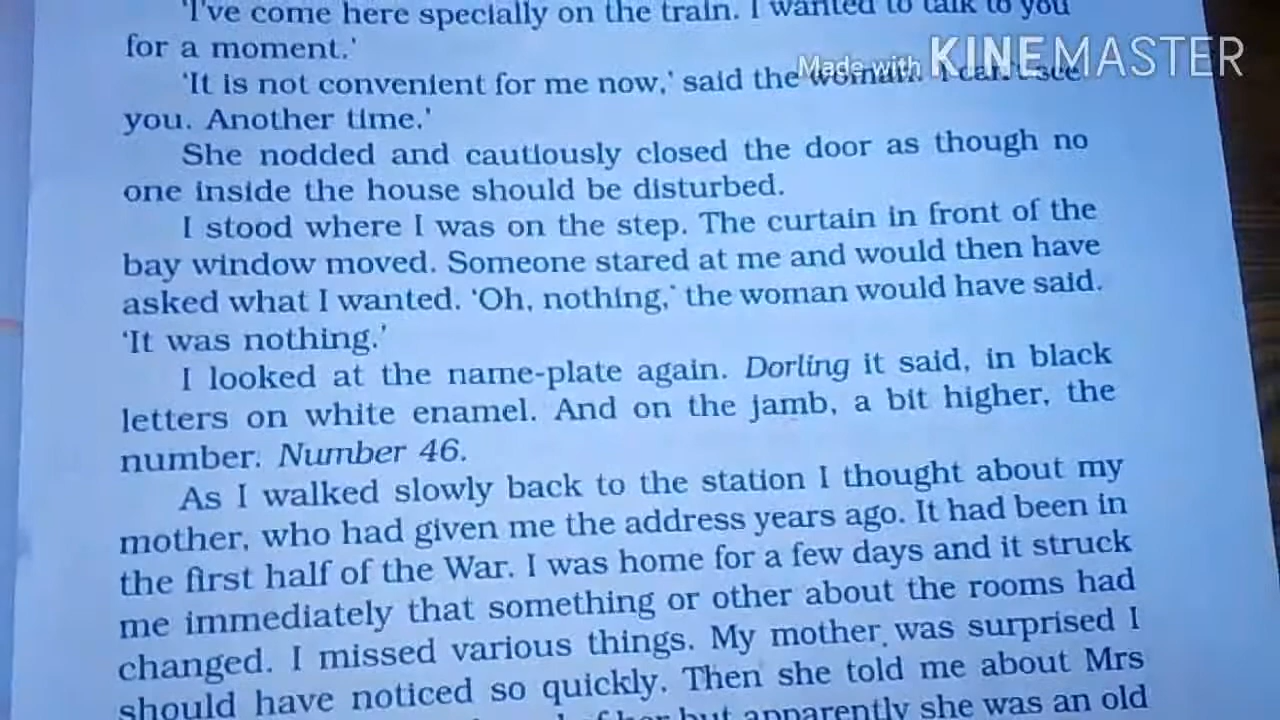 'I've come here specially on the train. I wanted to talk to you
for a moment.'
Made with KINEMASTER
'It is not convenient for me now,' said the woman. 'I can't see
you. Another time.'
She nodded and cautiously closed the door as though no
one inside the house should be disturbed.
I stood where I was on the step. The curtain in front of the
bay window moved. Someone stared at me and would then have
asked what I wanted. 'Oh, nothing,' the woman would have said.
'It was nothing.'
I looked at the name-plate again. Dorling it said, in black
letters on white enamel. And on the jamb, a bit higher, the
number. Number 46.
As I walked slowly back to the station I thought about my
mother, who had given me the address years ago. It had been in
the first half of the War. I was home for a few days and it struck
me immediately that something or other about the rooms had
changed. I missed various things. My mother was surprised I
should have noticed so quickly. Then she told me about Mrs
of her but apparently she was an old